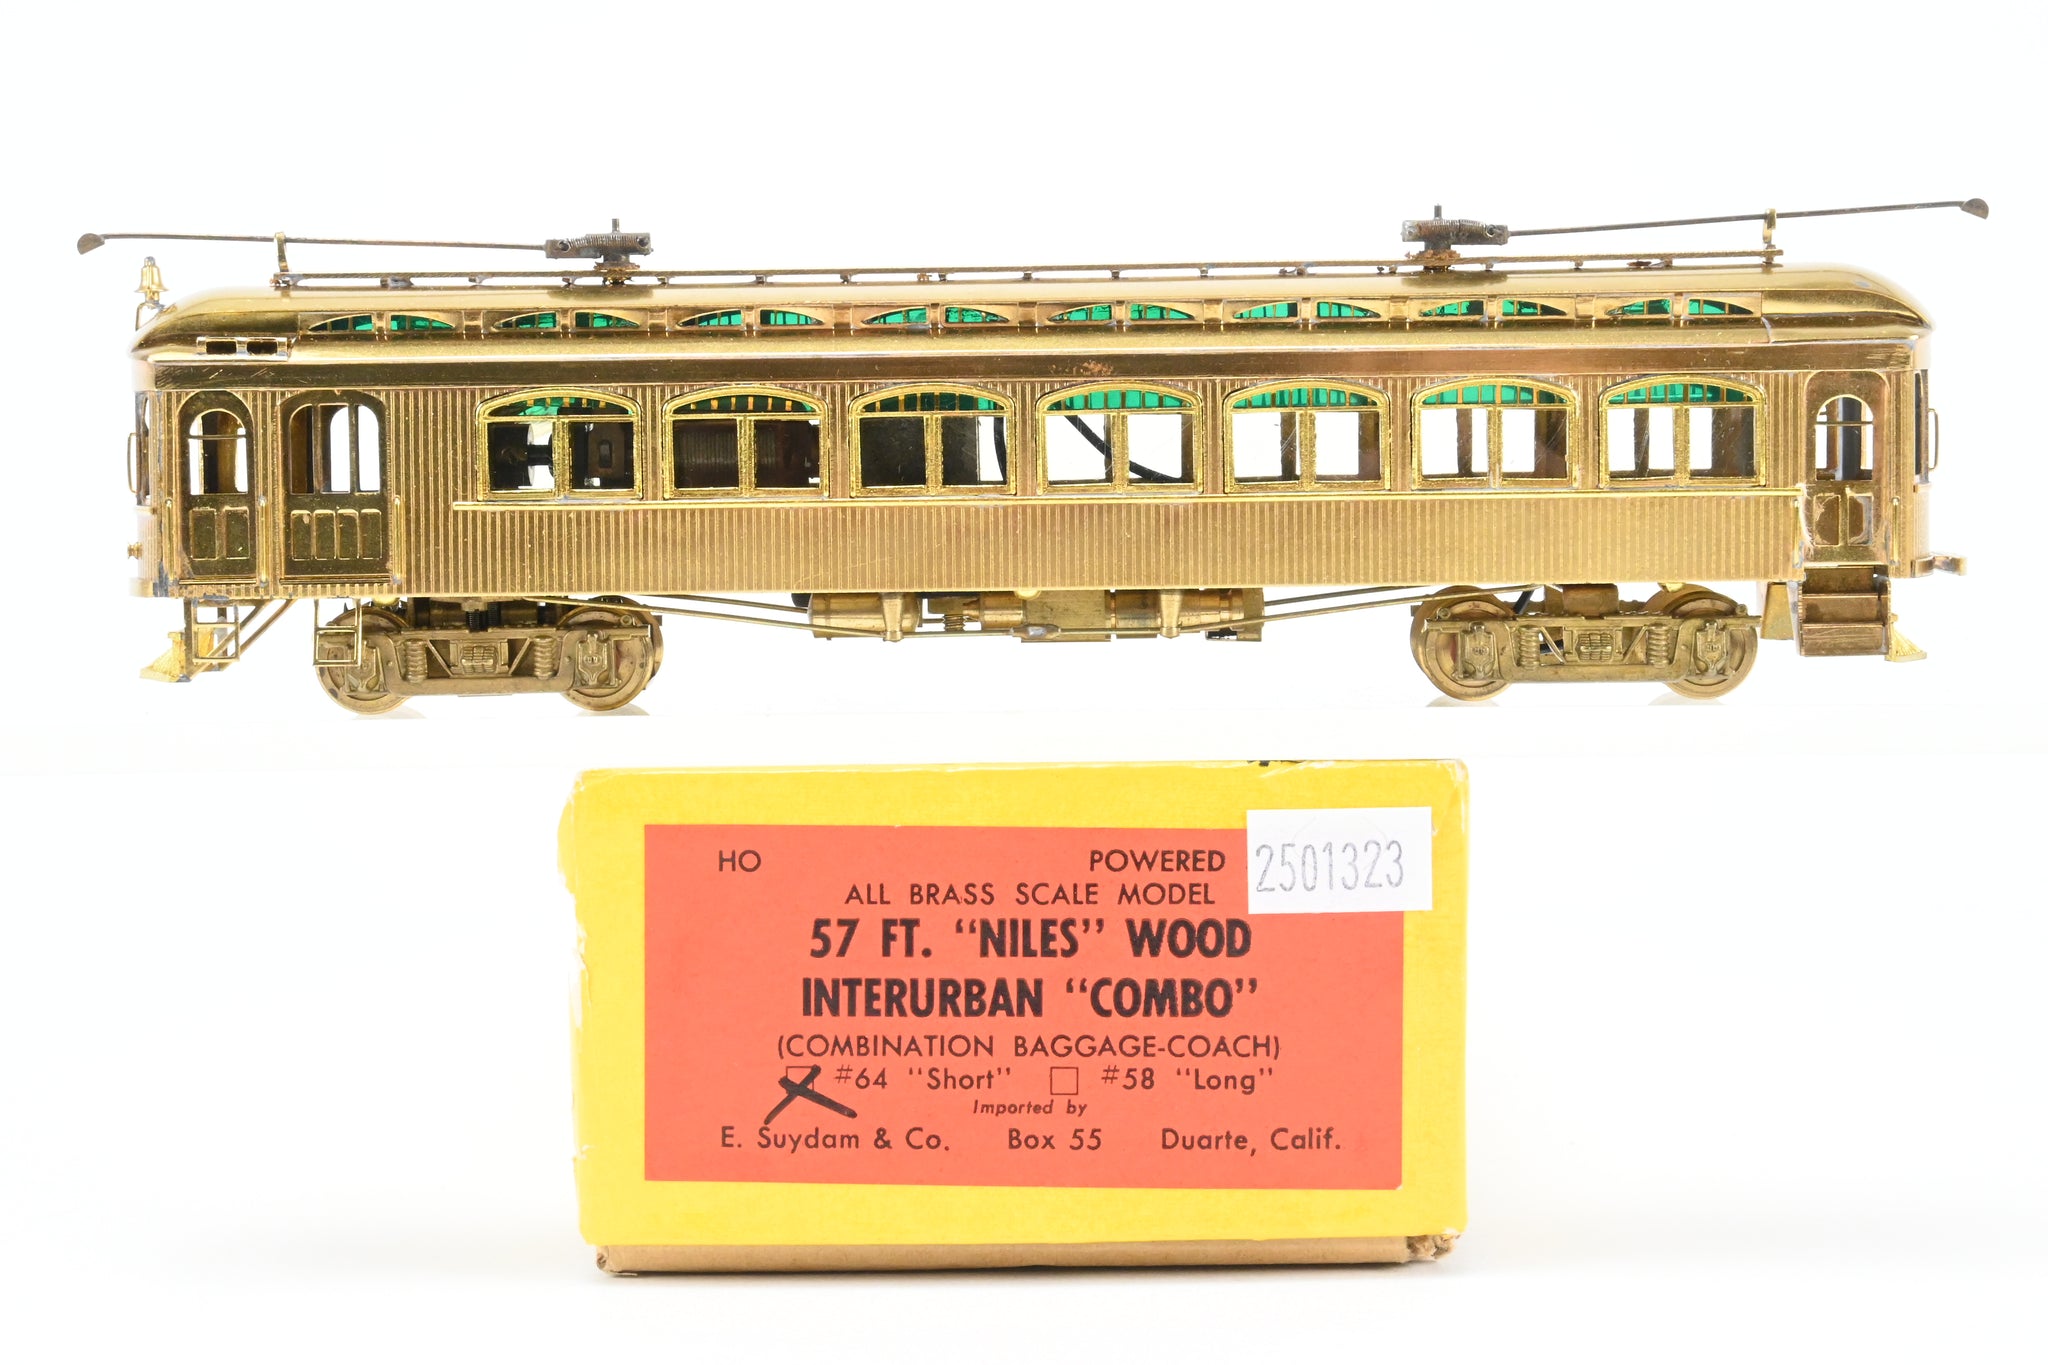 HO POWERED
2501323
ALL BRASS SCALE MODEL
57 FT. “NILES” WOOD
INTERURBAN “COMBO”
(COMBINATION BAGGAGE-COACH)
#64 "Short" #58 "Long"
Imported by
E. Suydam & Co. Box 55 Duarte, Calif.